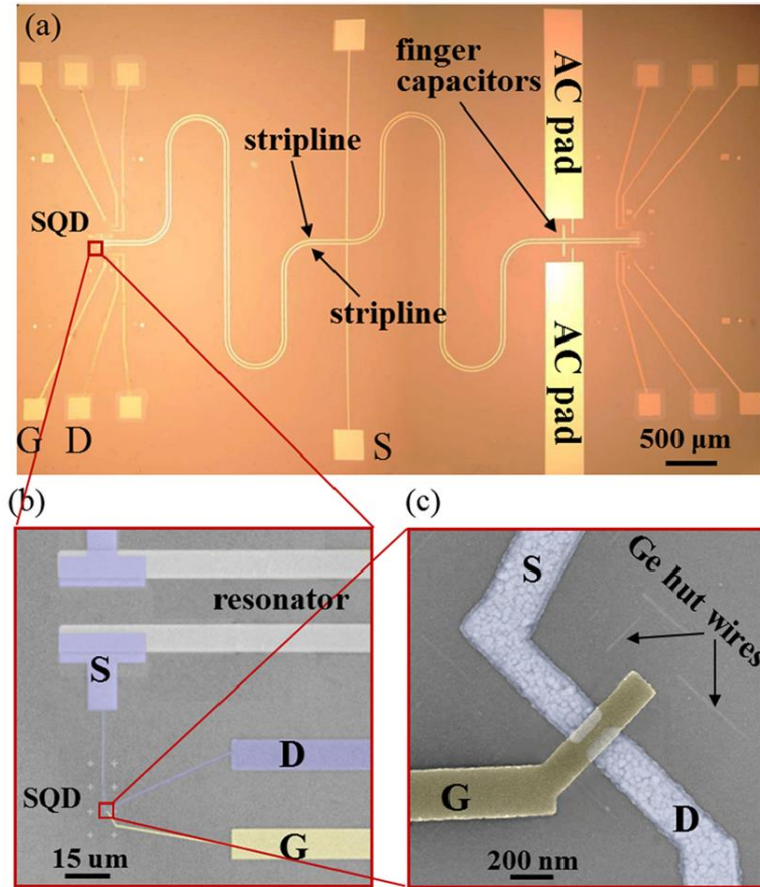 (a)
finger
capacitors
AC pad
stripline
SQD
stripline
AC pad
G D
S
500 μm
(b)
(c)
resonator
S
D
SQD
G
15 um
S
Ge hut wires
G
D
200 nm